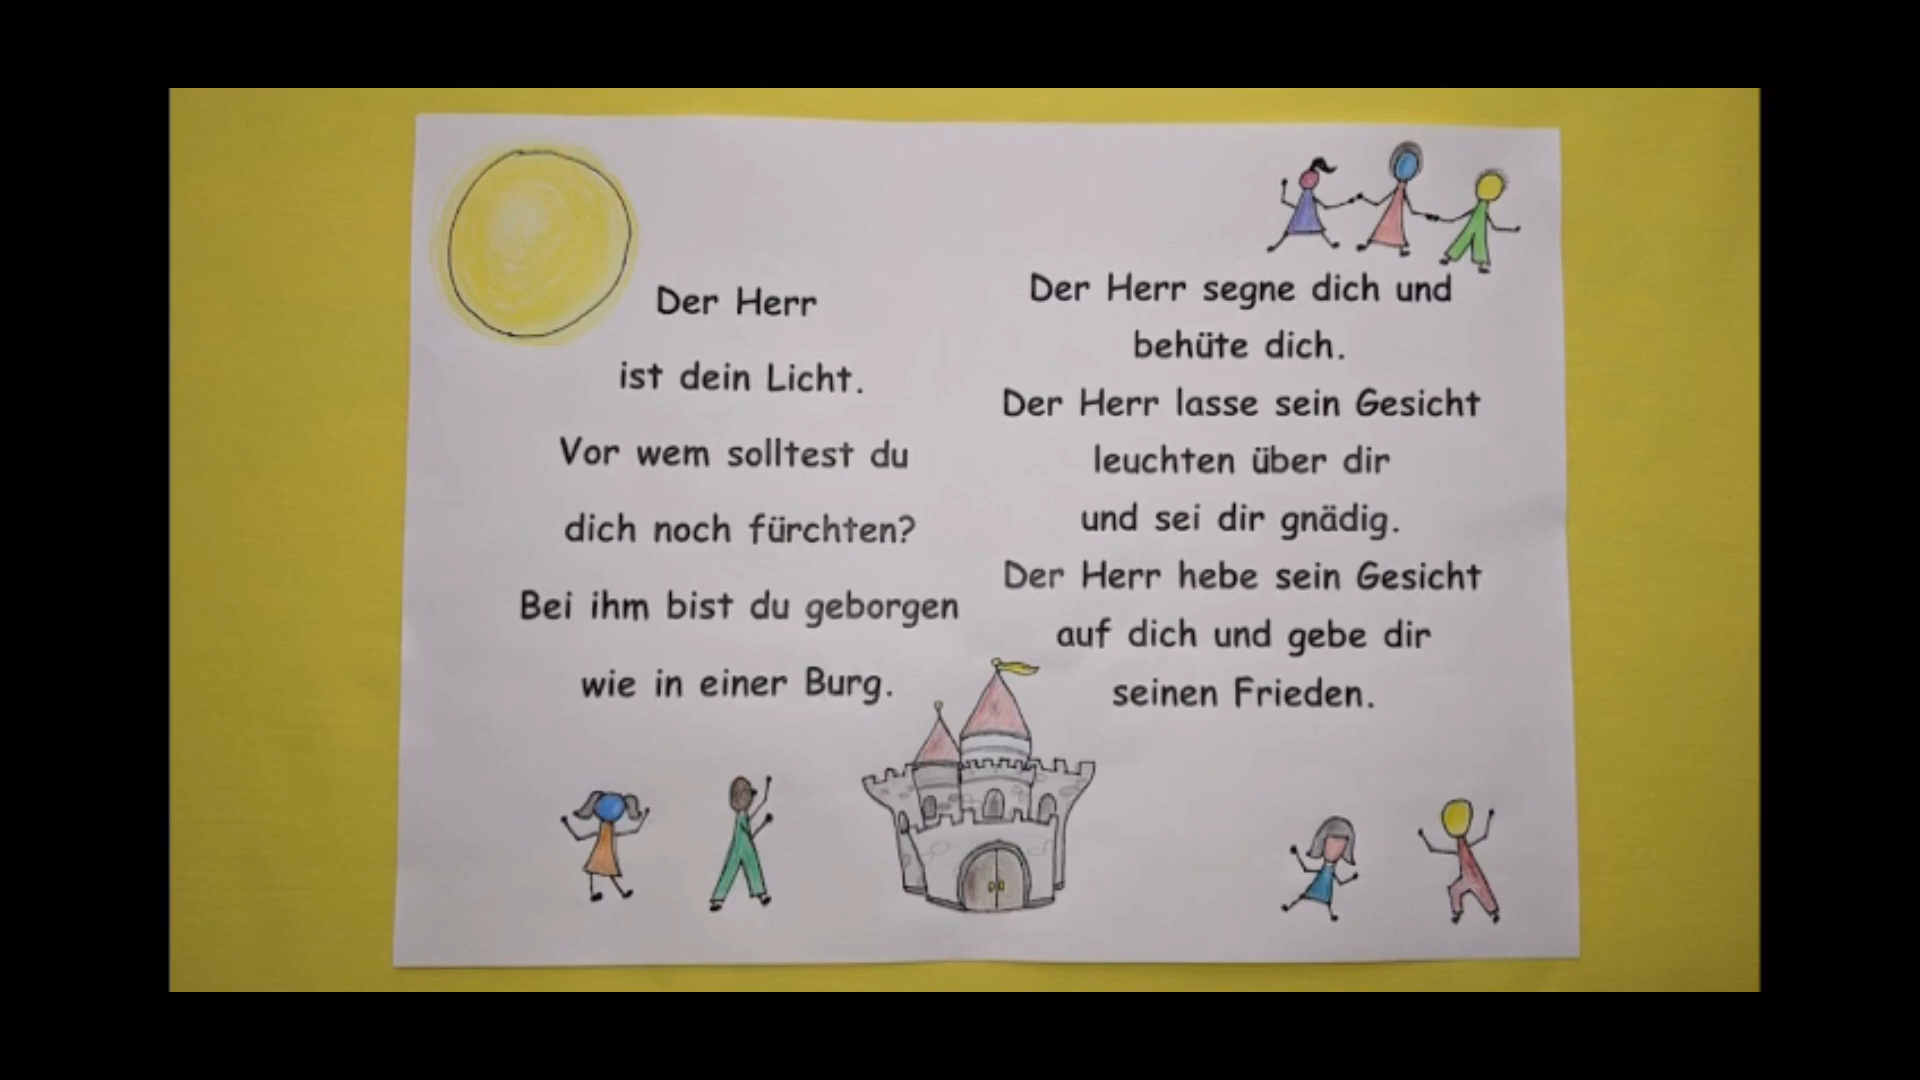 Der Herr
ist dein Licht.
Vor wem solltest du
dich noch fürchten?
Bei ihm bist du geborgen
wie in einer Burg.
Der Herr segne dich und
behüte dich.
Der Herr lasse sein Gesicht
leuchten über dir
und sei dir gnädig.
Der Herr hebe sein Gesicht
auf dich und gebe dir
seinen Frieden.